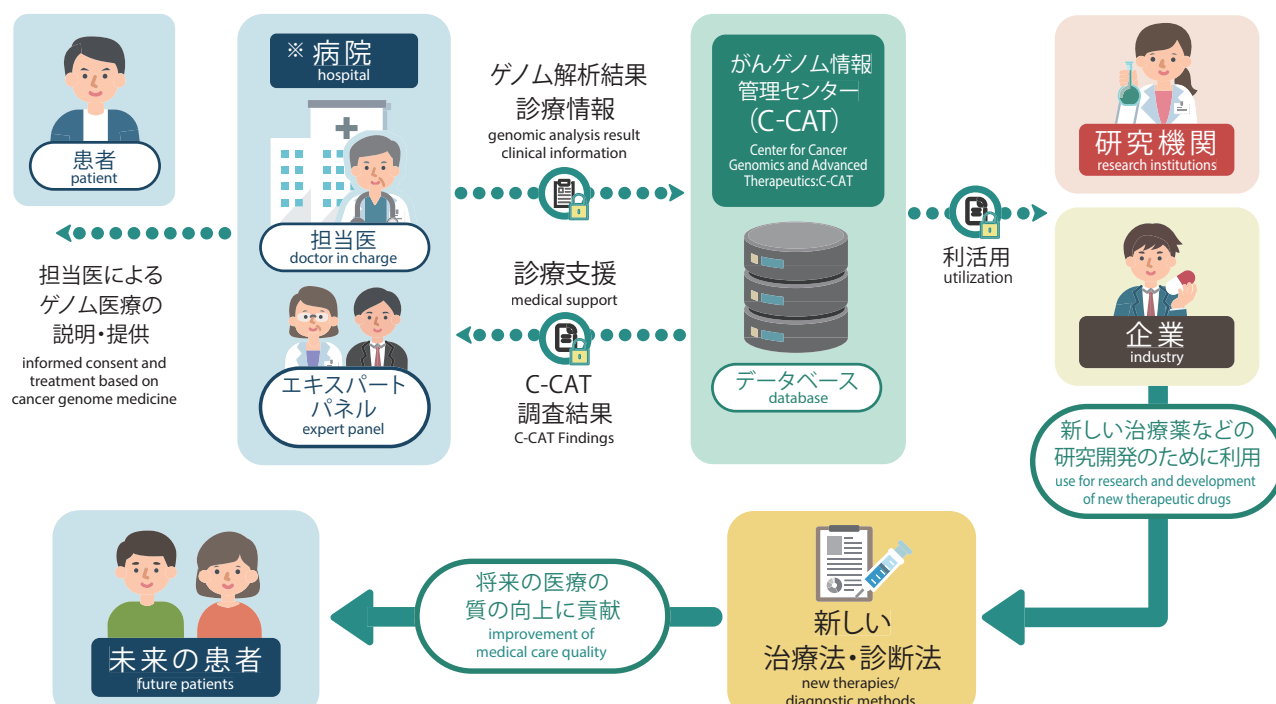 患者
patient
担当医による
ゲノム医療の
説明・提供
informed consent and
treatment based on
cancer genome medicine
※ 病院
hospital
担当医
doctor in charge
エキスパート
パネル
expert panel
ゲノム解析結果
診療情報
genomic analysis result
clinical information
診療支援
medical support
C-CAT
調査結果
C-CAT Findings
がんゲノム情報
管理センター
(C-CAT)
Center for Cancer
Genomics and Advanced
Therapeutics:C-CAT
データベース
database
利活用
utilization
研究機関
research institutions
企業
industry
新しい治療薬などの
研究開発のために利用
use for research and development
of new therapeutic drugs
新しい
治療法・診断法
new therapies/
diagnostic methods
将来の医療の
質の向上に貢献
improvement of
medical care quality
未来の患者
future patients